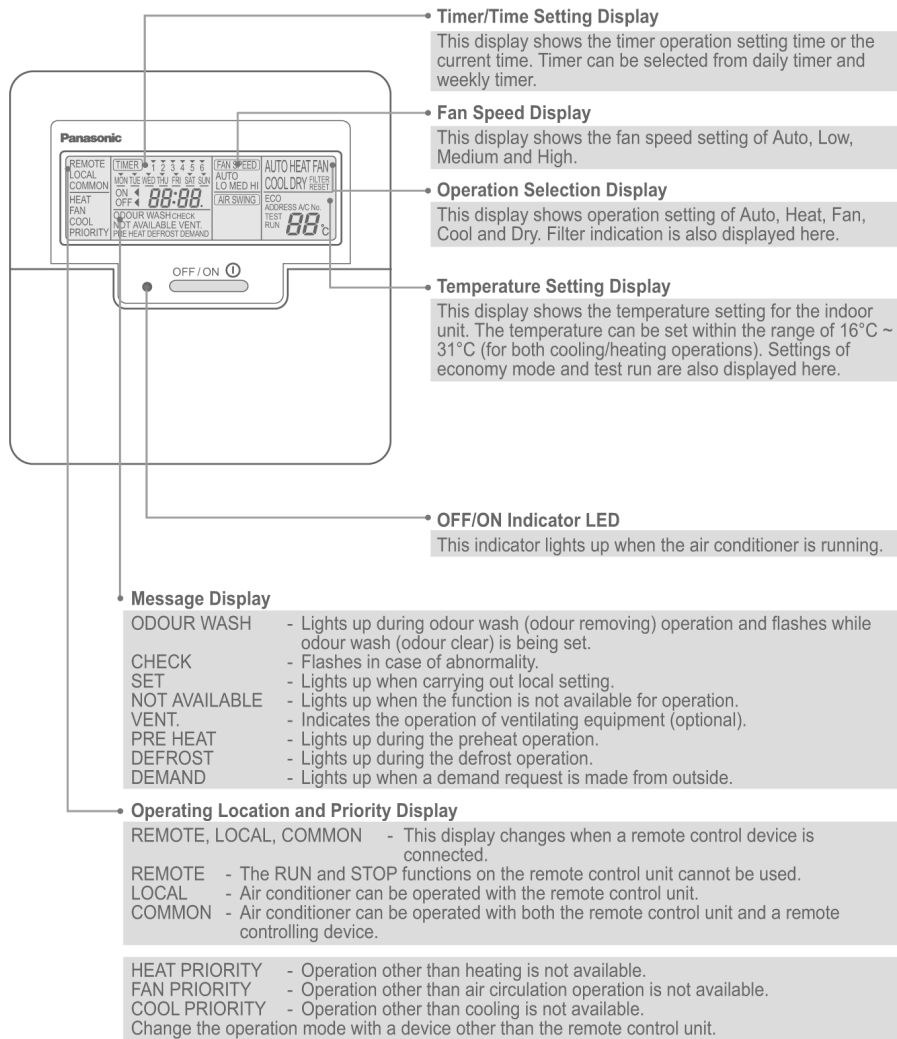 Timer/Time Setting Display
This display shows the timer operation setting time or the
current time. Timer can be selected from daily timer and
weekly timer.
Fan Speed Display
This display shows the fan speed setting of Auto, Low,
Medium and High.
Operation Selection Display
This display shows operation setting of Auto, Heat, Fan,
Cool and Dry. Filter indication is also displayed here.
Temperature Setting Display
This display shows the temperature setting for the indoor
unit. The temperature can be set within the range of 16°C ~
31°C (for both cooling/heating operations). Settings of
economy mode and test run are also displayed here.
Panasonic
REMOTE
LOCAL
COMMON
HEAT
FAN
COOL
PRIORITY
TIMER 1 2 3 4 5 6
MON TUE WED THU FRI SAT SUN
ON
OFF 88:88.
ODOUR WASH CHECK
NOT AVAILABLE VENT.
PRE HEAT DEFROST DEMAND
FAN SPEED
AUTO
LO MED HI
AIR SWING
AUTO HEAT FAN
COOL DRY FILTER
RESET
ECO
ADDRESS A/C No.
TEST
RUN 88 °C
OFF / ON
OFF/ON Indicator LED
This indicator lights up when the air conditioner is running.
Message Display
ODOUR WASH - Lights up during odour wash (odour removing) operation and flashes while
odour wash (odour clear) is being set.
CHECK - Flashes in case of abnormality.
SET - Lights up when carrying out local setting.
NOT AVAILABLE - Lights up when the function is not available for operation.
VENT. - Indicates the operation of ventilating equipment (optional).
PRE HEAT - Lights up during the preheat operation.
DEFROST - Lights up during the defrost operation.
DEMAND - Lights up when a demand request is made from outside.
Operating Location and Priority Display
REMOTE, LOCAL, COMMON - This display changes when a remote control device is
connected.
REMOTE - The RUN and STOP functions on the remote control unit cannot be used.
LOCAL - Air conditioner can be operated with the remote control unit.
COMMON - Air conditioner can be operated with both the remote control unit and a remote
controlling device.
HEAT PRIORITY - Operation other than heating is not available.
FAN PRIORITY - Operation other than air circulation operation is not available.
COOL PRIORITY - Operation other than cooling is not available.
Change the operation mode with a device other than the remote control unit.